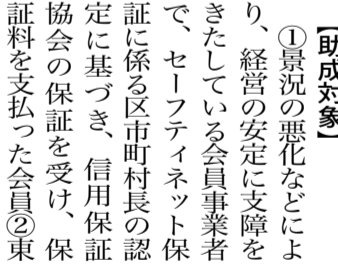 【助成対象】
①景況の悪化などによ
り、経営の安定に支障を
きたしている会員事業者
で、セーフティネット保
証に係る区市町村長の認
定に基づき、信用保証
協会の保証を受け、保
証料を支払った会員②東